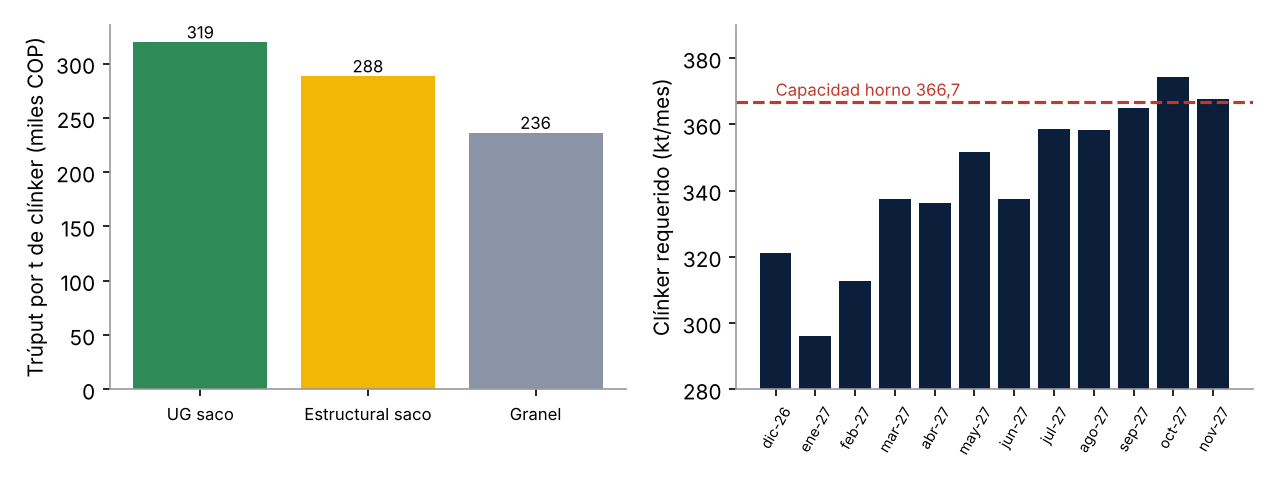 Trúput por t de clínker (miles COP)
300
250
200
150
100
50
0
319
288
236
UG saco
Estructural saco
Granel
Clínker requerido (kt/mes)
380
360
340
320
300
280
Capacidad horno 366,7
dic-26
ene-27
feb-27
mar-27
abr-27
may-27
jun-27
jul-27
ago-27
sep-27
oct-27
nov-27